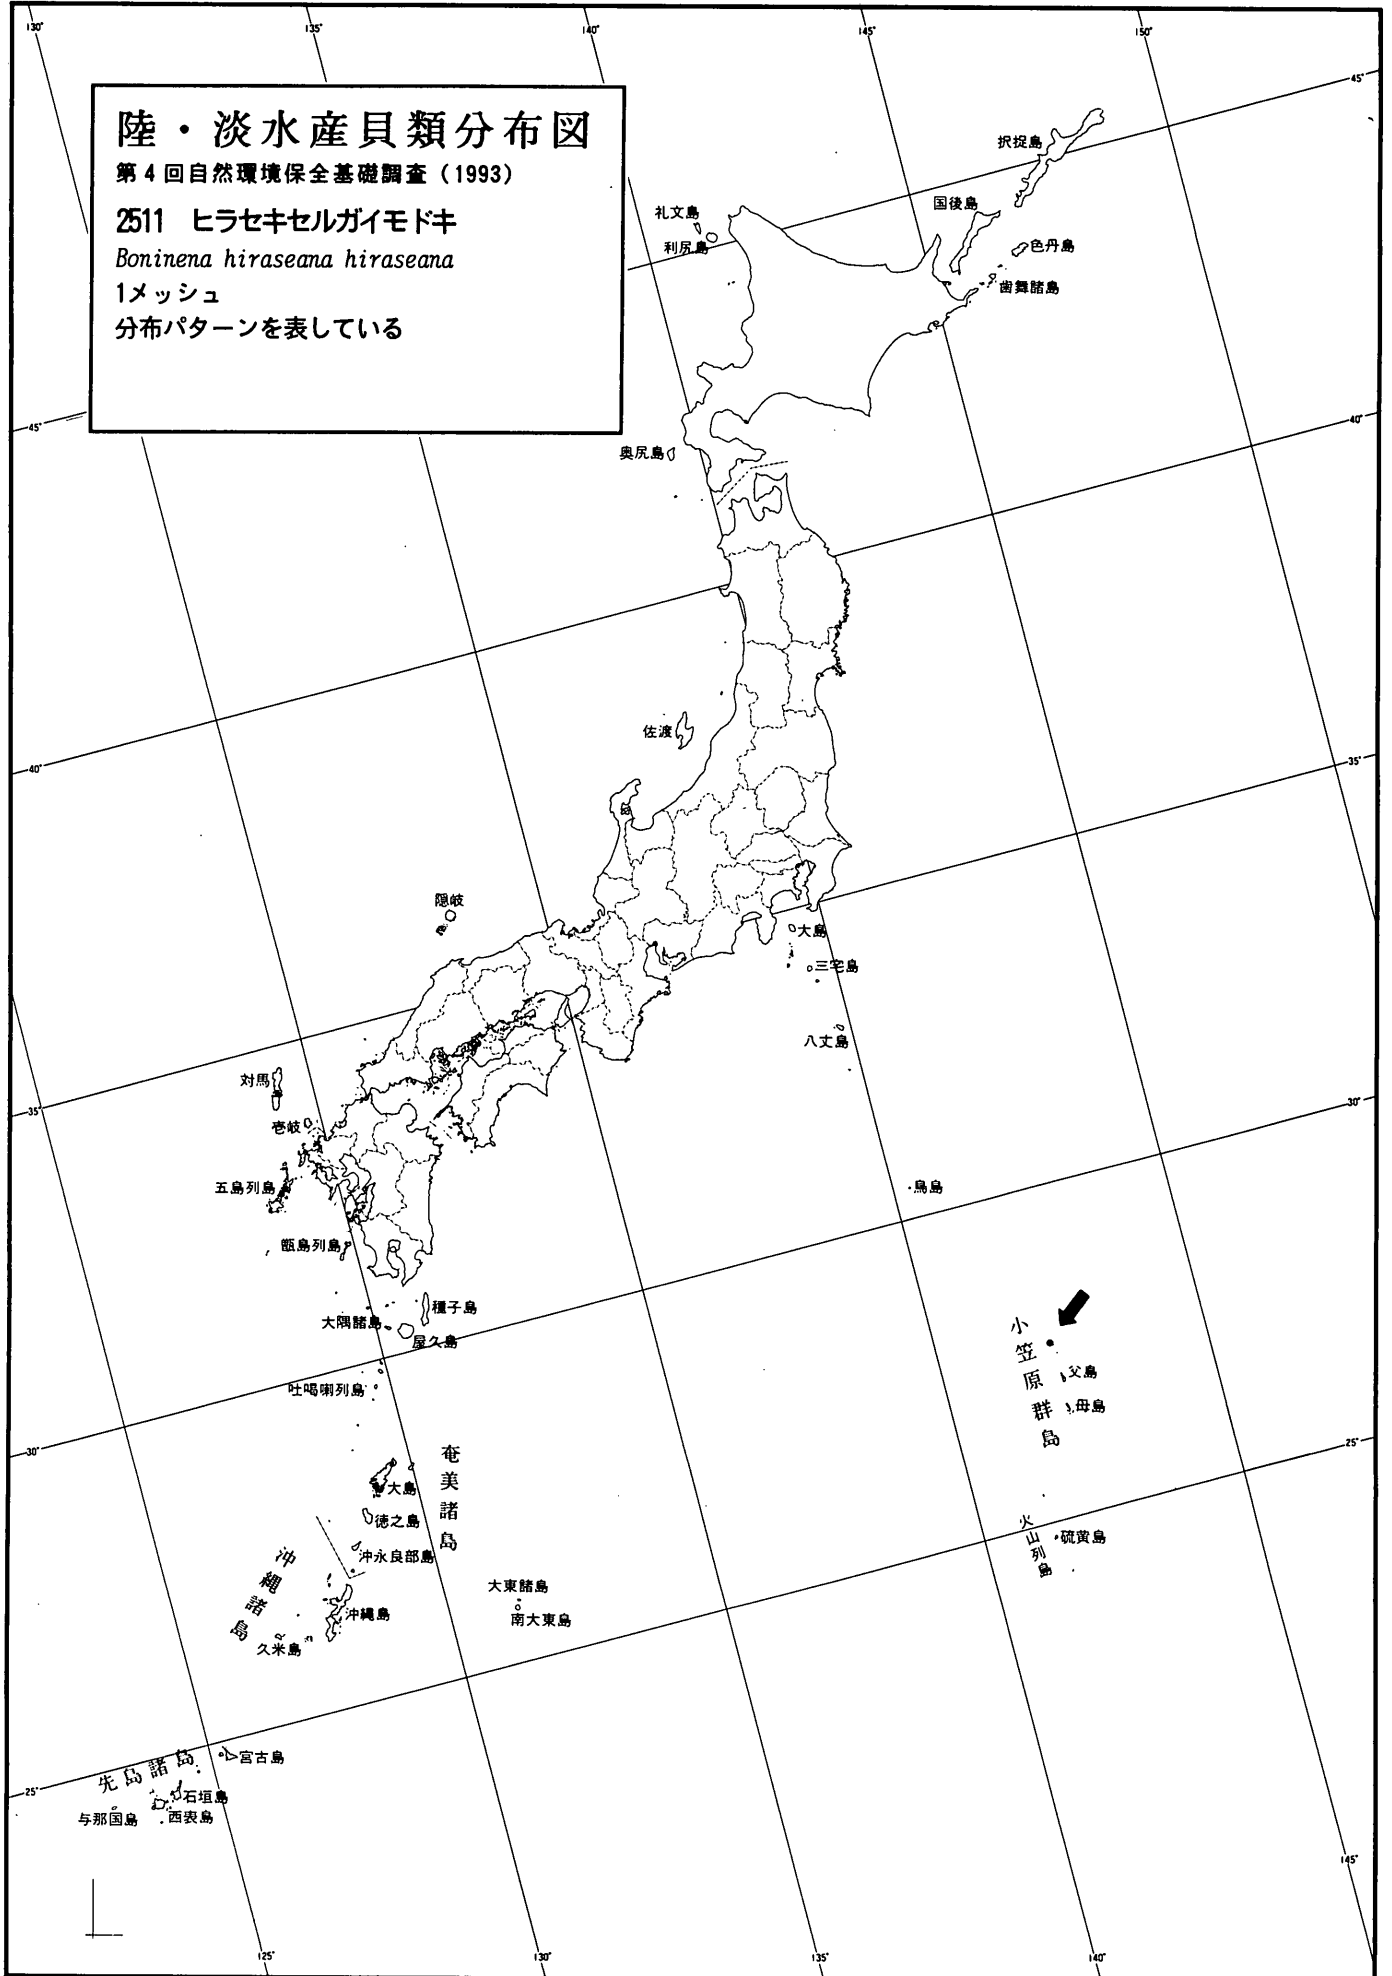 130°
135°
140°
145°
150°
45°
陸・淡水産貝類分布図
第4回自然環境保全基礎調査(1993)
2511 ヒラセキセルガイモドキ
Boninena hiraseana hiraseana
1メッシュ
分布パターンを表している
択捉島
国後島
色丹島
歯舞諸島
礼文島
利尻島
奥尻島
45°
40°
佐渡
40°
35°
隠岐
大島
三宅島
八丈島
対馬
壱岐
35°
30°
五島列島
鳥島
甑島列島
種子島
大隅諸島
屋久島
小笠原群島
父島
母島
吐喝喇列島
30°
25°
奄美諸島
大島
徳之島
沖永良部島
火山列島
硫黄島
沖縄諸島
沖縄島
久米島
大東諸島
南大東島
先島諸島
宮古島
石垣島
西表島
与那国島
25°
145°
125°
130°
135°
140°